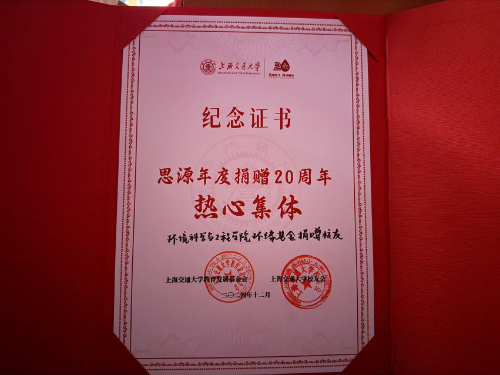 上海交通大学
纪念证书
思源年度捐赠20周年
热心集体
环境科学与工程学院环缘基金捐赠校友
上海交通大学教育发展基金会 上海交通大学校友会
二〇二四年十二月